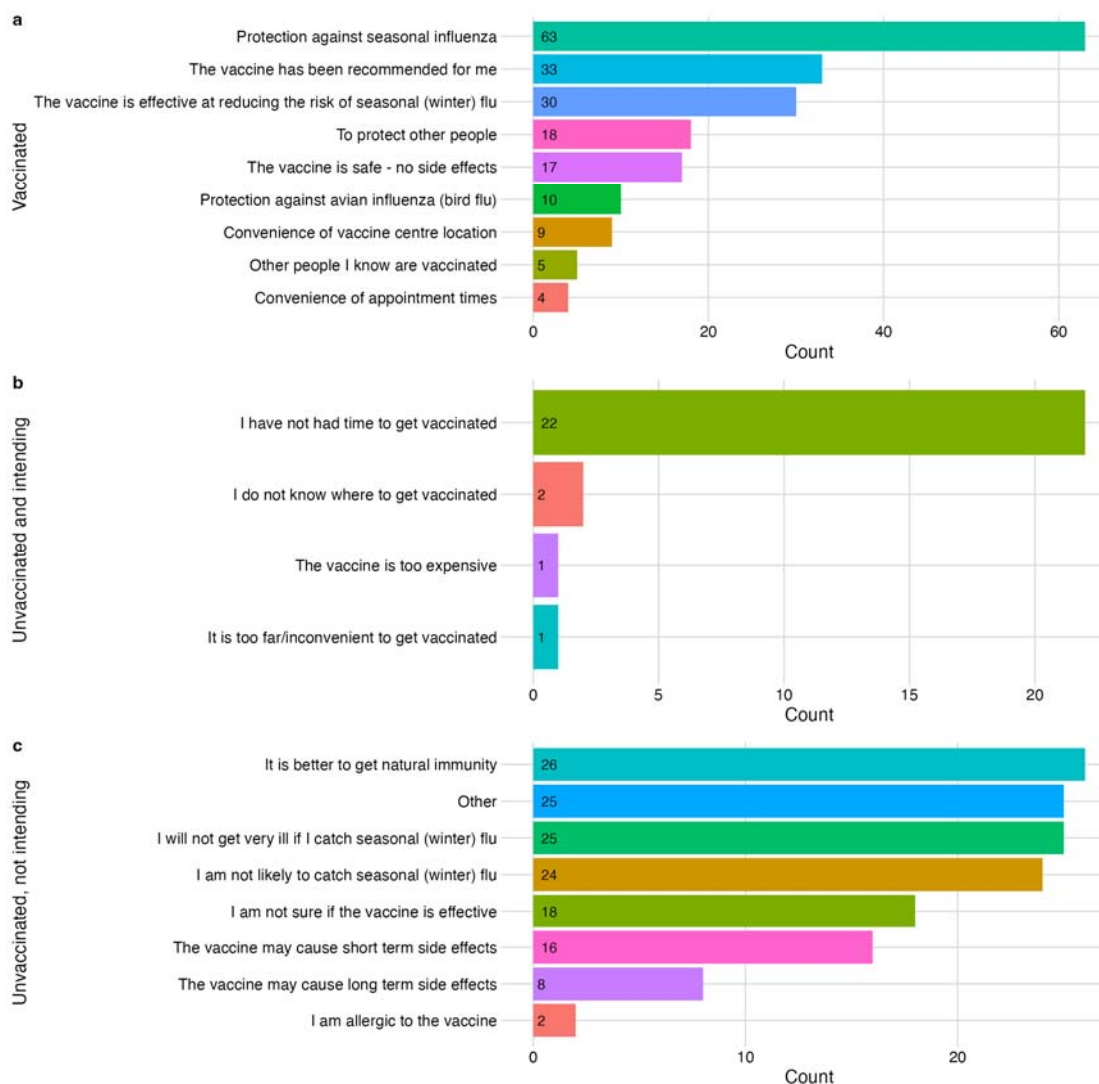 a
Vaccinated
Protection against seasonal influenza
63
The vaccine has been recommended for me
33
The vaccine is effective at reducing the risk of seasonal (winter) flu
30
To protect other people
18
The vaccine is safe - no side effects
17
Protection against avian influenza (bird flu)
10
Convenience of vaccine centre location
9
Other people I know are vaccinated
5
Convenience of appointment times
4
0 20 40 60
Count
b
Unvaccinated and intending
I have not had time to get vaccinated
22
I do not know where to get vaccinated
2
The vaccine is too expensive
1
It is too far/inconvenient to get vaccinated
1
0 5 10 15 20
Count
c
Unvaccinated, not intending
It is better to get natural immunity
26
Other
25
I will not get very ill if I catch seasonal (winter) flu
25
I am not likely to catch seasonal (winter) flu
24
I am not sure if the vaccine is effective
18
The vaccine may cause short term side effects
16
The vaccine may cause long term side effects
8
I am allergic to the vaccine
2
0 10 20
Count